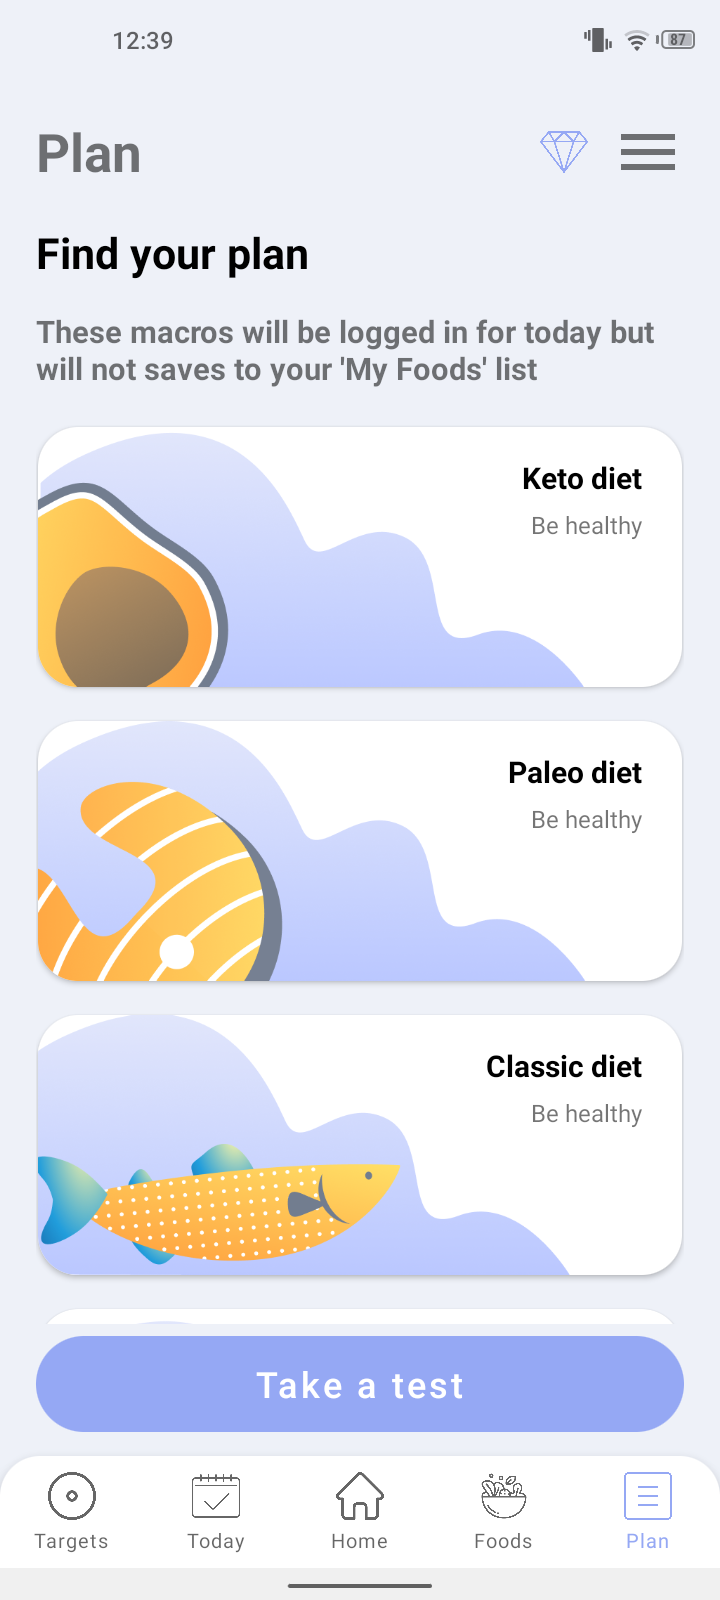 12:39
87
Plan
Find your plan
These macros will be logged in for today but
will not saves to your 'My Foods' list
Keto diet
Be healthy
Paleo diet
Be healthy
Classic diet
Be healthy
Take a test
Targets
Today
Home
Foods
Plan